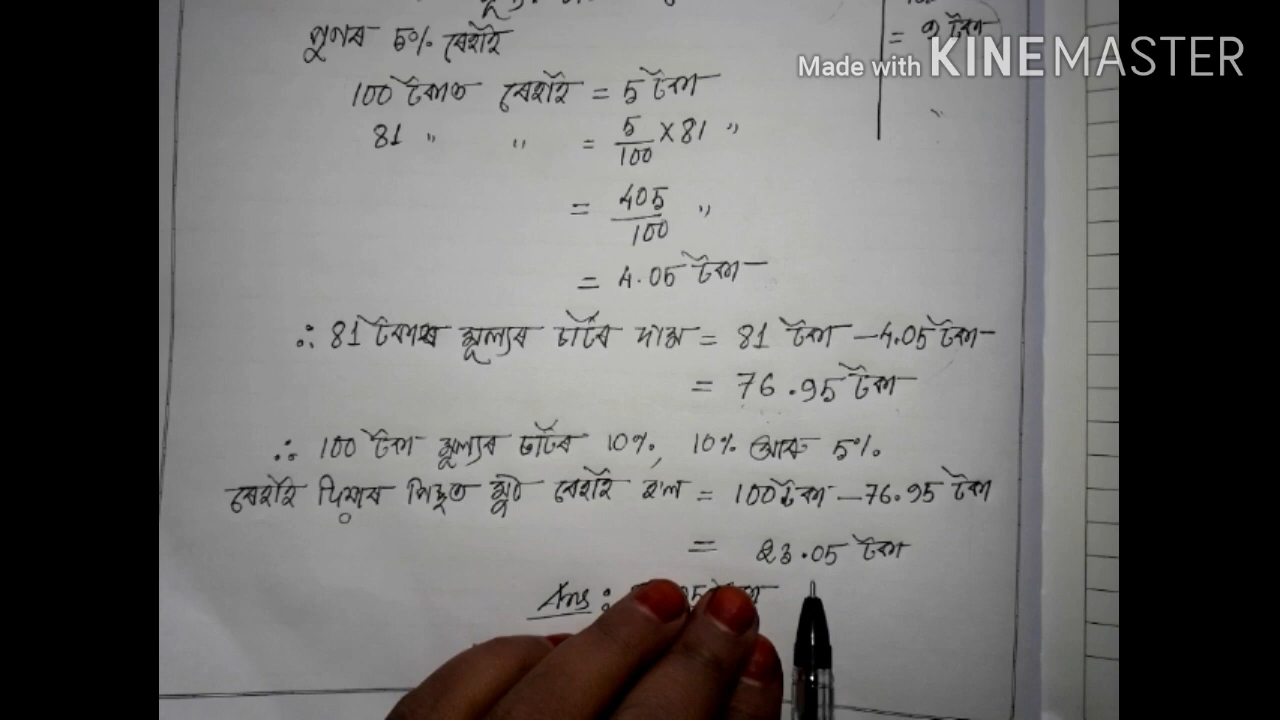 = 9 টকা
Made with KINEMASTER
পুনৰ 5% ৰেহাই
100 টকাত ৰেহাই = 5 টকা
81 " " = 5/100 × 81 "
= 405/100 "
= 4.05 টকা
∴ 81 টকাৰ মূল্যৰ চাৰ্টৰ দাম = 81 টকা – 4.05 টকা
= 76.95 টকা
∴ 100 টকা মূল্যৰ চাৰ্টৰ 10%, 10% আৰু 5%
ৰেহাই দিয়াৰ পিছত মুঠ ৰেহাই হ'ল = 100 টকা – 76.95 টকা
= 23.05 টকা
Ans: